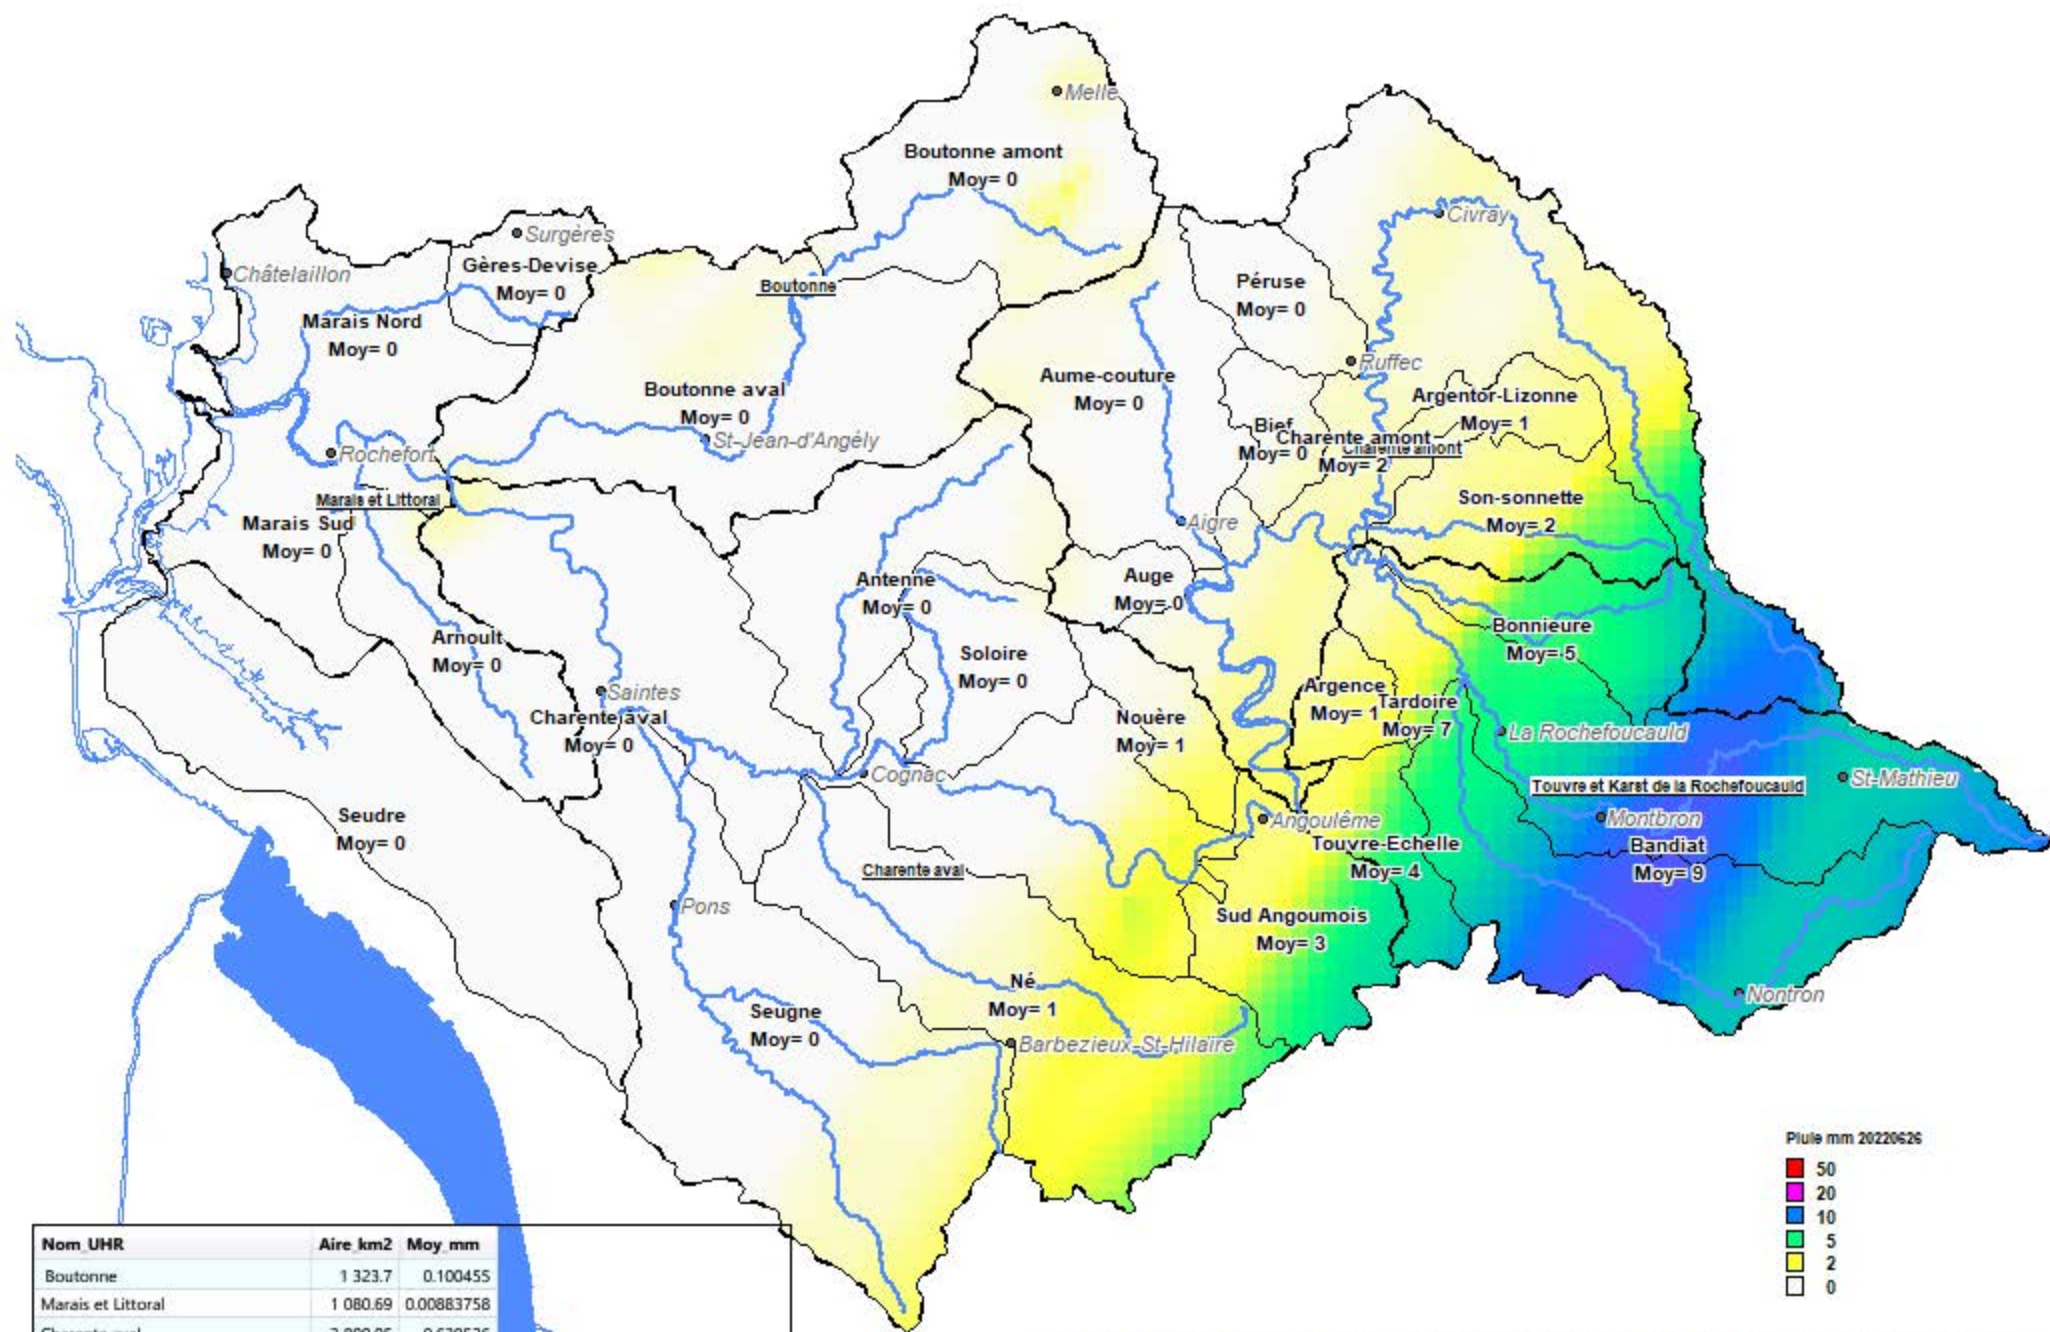 Melle
Boutonne amont
Moy= 0
Civray
Surgères
Gères-Devise
Moy= 0
Châtelaillon
Boutonne
Péruse
Moy= 0
Marais Nord
Moy= 0
Ruffec
Aume-couture
Moy= 0
Boutonne aval
Moy= 0
Argentor-Lizonne
Moy= 1
St-Jean-d'Angély
Bief
Moy= 0
Charente amont
Moy= 2
Charente amont
Rochefort
Marais et Littoral
Son-sonnette
Moy= 2
Marais Sud
Moy= 0
Aigre
Antenne
Moy= 0
Auge
Moy= 0
Bonnieure
Moy= 5
Arnoult
Moy= 0
Soloire
Moy= 0
Saintes
Argence
Moy= 1
Tardoire
Moy= 7
Charente aval
Moy= 0
Nouère
Moy= 1
La Rochefoucauld
Cognac
St-Mathieu
Touvre et Karst de la Rochefoucauld
Seudre
Moy= 0
Angoulême
Montbron
Touvre-Echelle
Moy= 4
Bandiat
Moy= 9
Charente aval
Pons
Sud Angoumois
Moy= 3
Né
Moy= 1
Nontron
Seugne
Moy= 0
Barbezieux-St-Hilaire
Pluie mm 20220626
50
20
10
5
2
0
Nom_UHR Aire_km2 Moy_mm
Boutonne 1 323.7 0.100455
Marais et Littoral 1 080.69 0.00883758